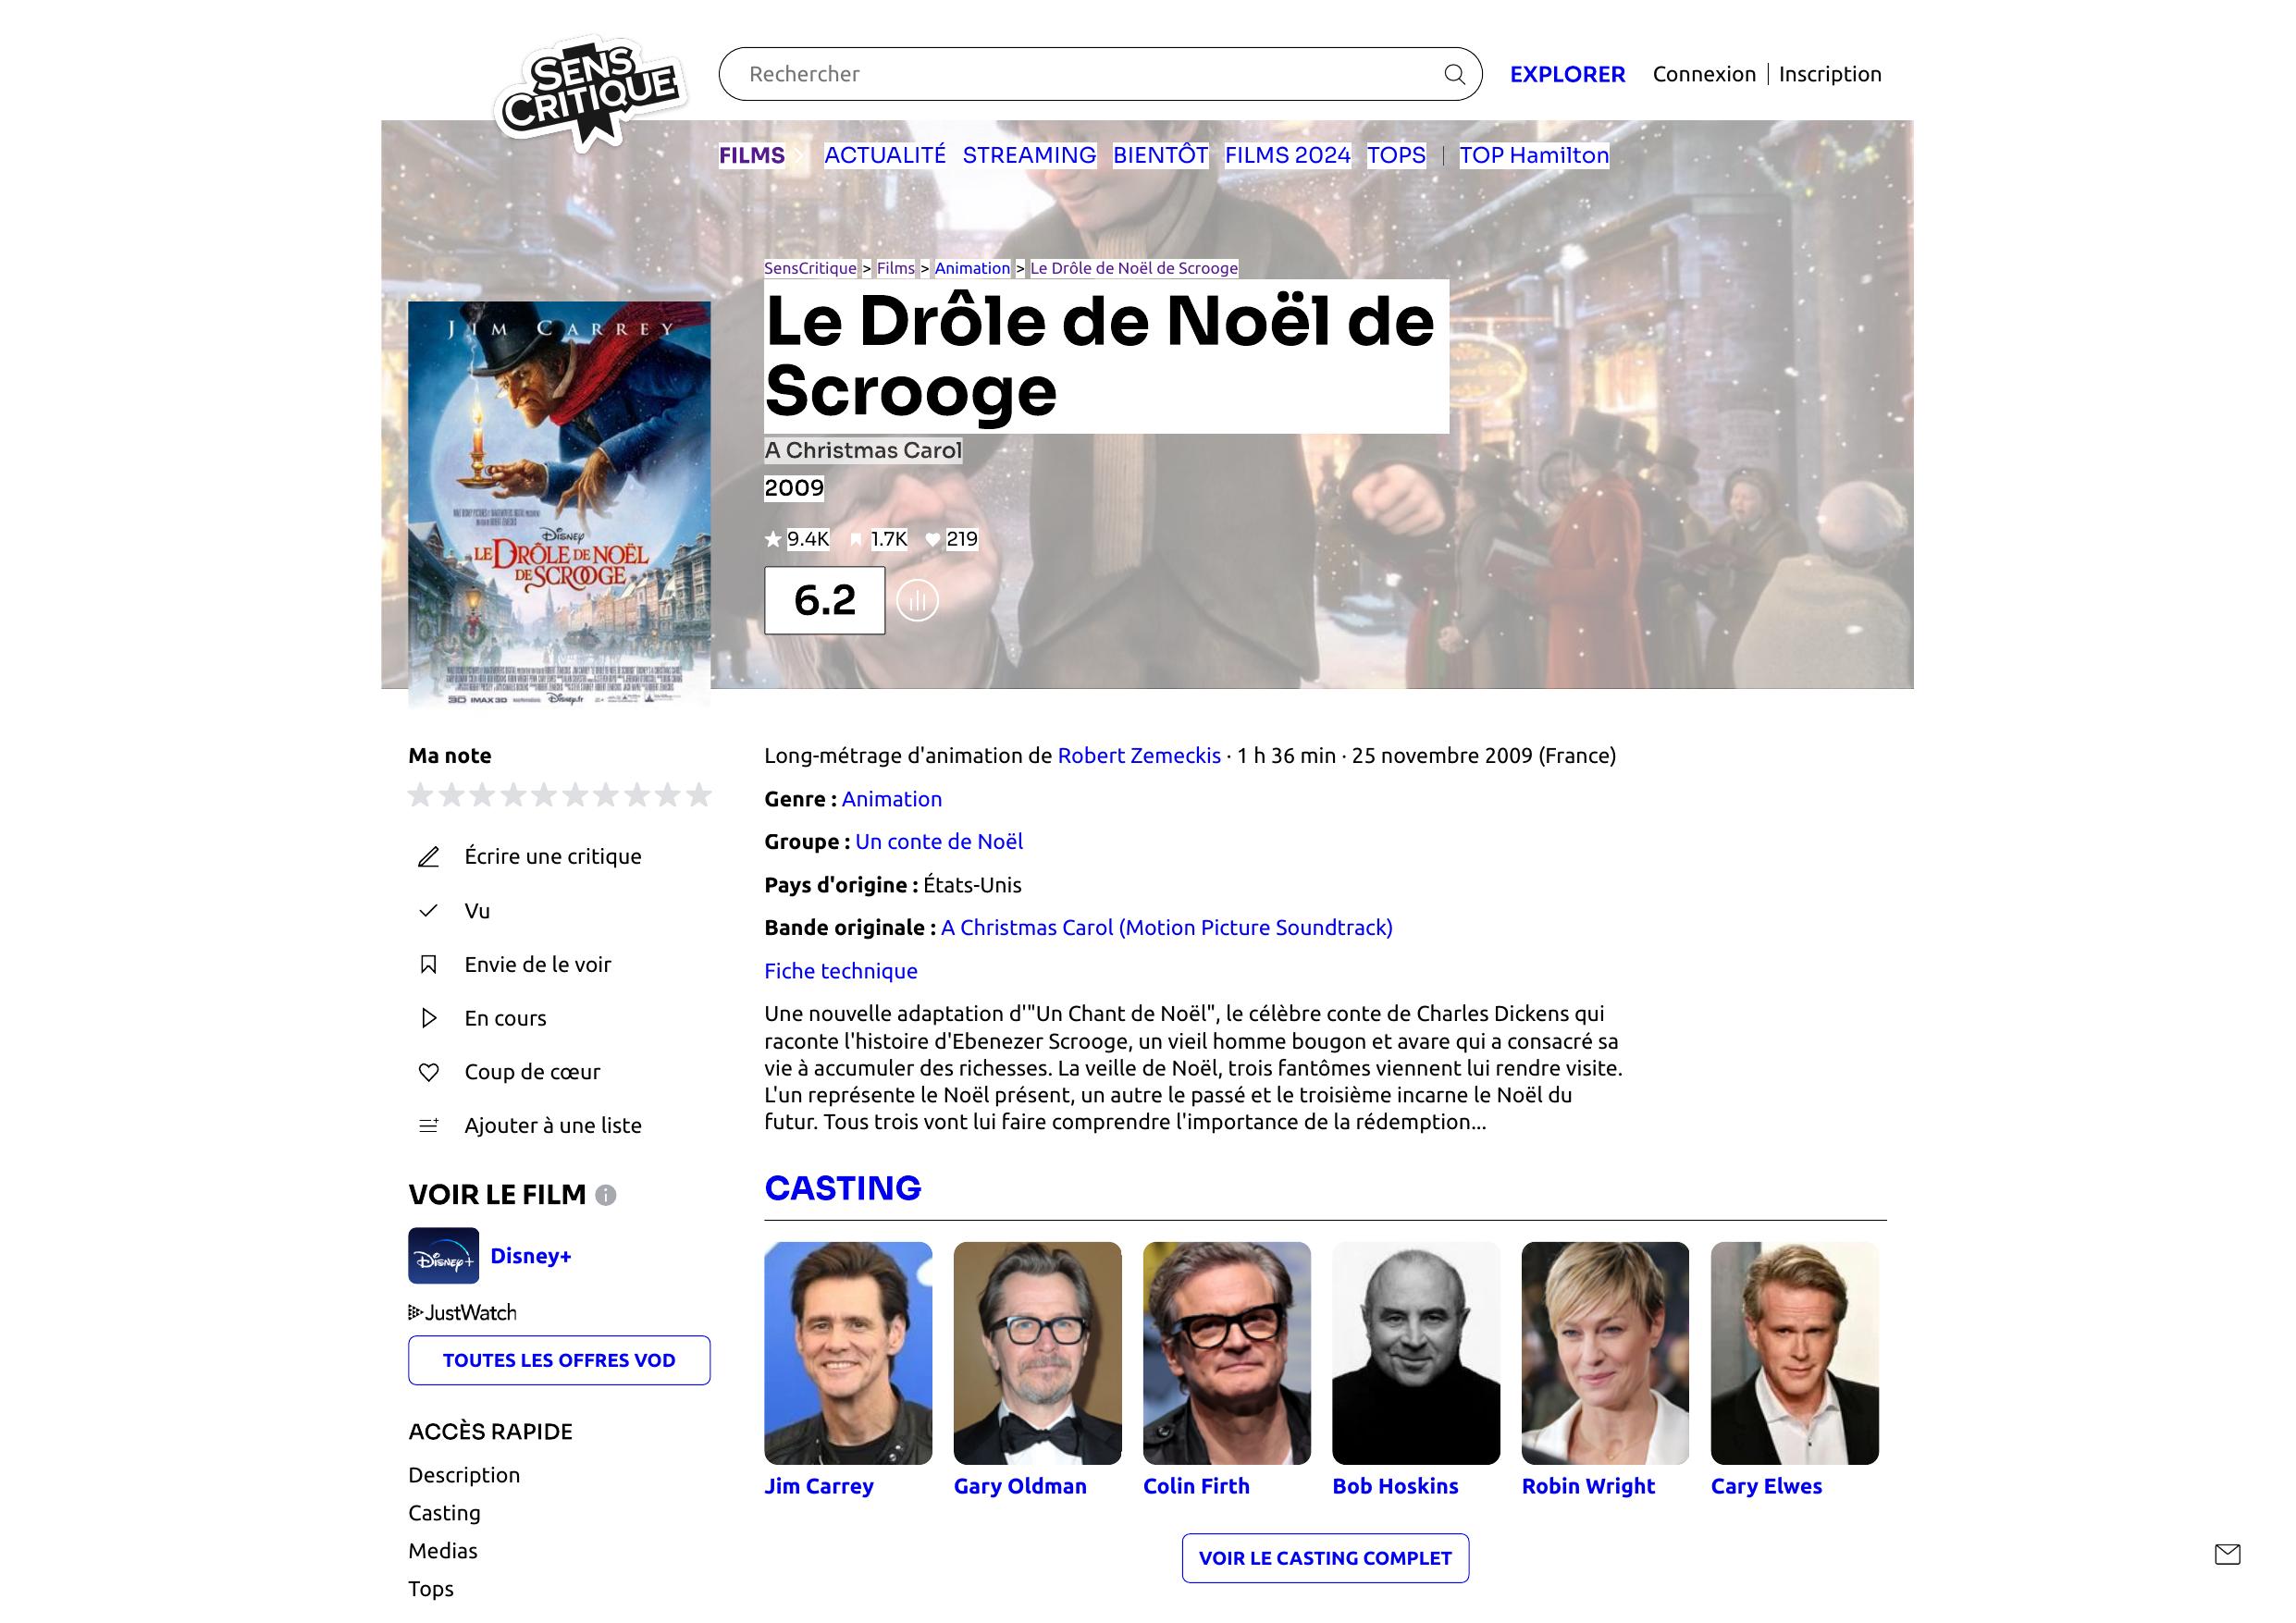 SENS
CRITIQUE
Rechercher
EXPLORER
Connexion | Inscription
FILMS
ACTUALITÉ STREAMING BIENTÔT FILMS 2024 TOPS | TOP Hamilton
SensCritique > Films > Animation > Le Drôle de Noël de Scrooge
Le Drôle de Noël de
Scrooge
A Christmas Carol
2009
9.4K 1.7K 219
6.2
JIM CARREY
DISNEY
LE DRÔLE DE NOËL
DE SCROOGE
3D IMAX 3D
Disney.fr
Ma note
Écrire une critique
Vu
Envie de le voir
En cours
Coup de cœur
Ajouter à une liste
VOIR LE FILM
Disney+
Disney+
JustWatch
TOUTES LES OFFRES VOD
ACCÈS RAPIDE
Description
Casting
Medias
Tops
Long-métrage d'animation de Robert Zemeckis · 1 h 36 min · 25 novembre 2009 (France)
Genre : Animation
Groupe : Un conte de Noël
Pays d'origine : États-Unis
Bande originale : A Christmas Carol (Motion Picture Soundtrack)
Fiche technique
Une nouvelle adaptation d'"Un Chant de Noël", le célèbre conte de Charles Dickens qui
raconte l'histoire d'Ebenezer Scrooge, un vieil homme bougon et avare qui a consacré sa
vie à accumuler des richesses. La veille de Noël, trois fantômes viennent lui rendre visite.
L'un représente le Noël présent, un autre le passé et le troisième incarne le Noël du
futur. Tous trois vont lui faire comprendre l'importance de la rédemption...
CASTING
Jim Carrey
Gary Oldman
Colin Firth
Bob Hoskins
Robin Wright
Cary Elwes
VOIR LE CASTING COMPLET